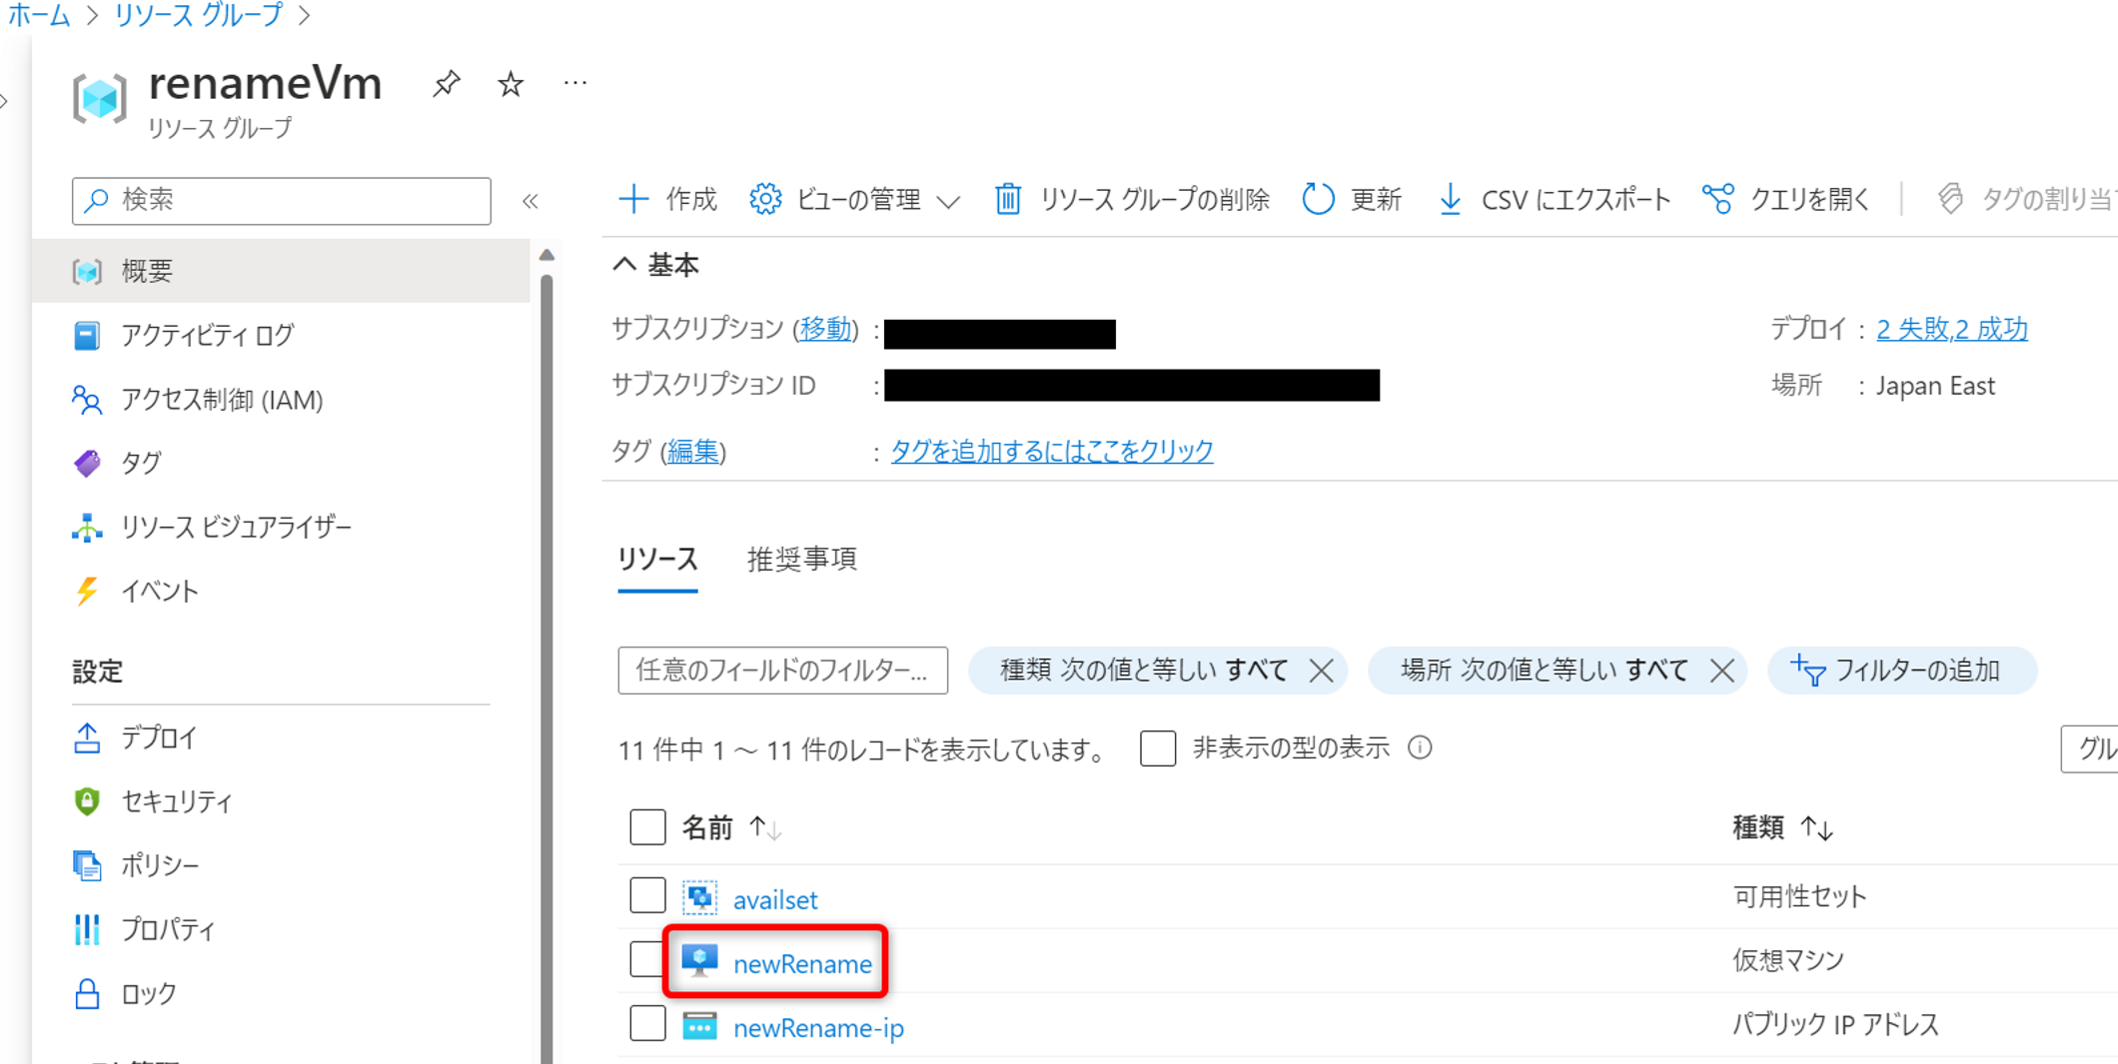 ホーム > リソース グループ >
renameVm
リソース グループ
検索
作成 ビューの管理 リソース グループの削除 更新 CSV にエクスポート クエリを開く タグの割り当て
概要
アクティビティ ログ
アクセス制御 (IAM)
タグ
リソース ビジュアライザー
イベント
設定
デプロイ
セキュリティ
ポリシー
プロパティ
ロック
基本
サブスクリプション (移動) :
デプロイ : 2 失敗,2 成功
サブスクリプション ID :
場所 : Japan East
タグ (編集) : タグを追加するにはここをクリック
リソース 推奨事項
任意のフィールドのフィルター... 種類 次の値と等しい すべて 場所 次の値と等しい すべて フィルターの追加
11 件中 1 ～ 11 件のレコードを表示しています。 非表示の型の表示 グル
名前 ↑↓ 種類 ↑↓
availset 可用性セット
newRename 仮想マシン
newRename-ip パブリック IP アドレス